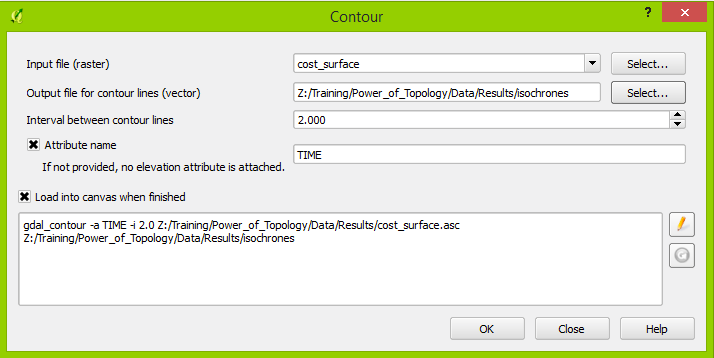 Contour
? ×
Input file (raster)
cost_surface
Select...
Output file for contour lines (vector)
Z:/Training/Power_of_Topology/Data/Results/isochrones
Select...
Interval between contour lines
2.000
Attribute name
If not provided, no elevation attribute is attached.
TIME
Load into canvas when finished
gdal_contour -a TIME -i 2.0 Z:/Training/Power_of_Topology/Data/Results/cost_surface.asc
Z:/Training/Power_of_Topology/Data/Results/isochrones
OK
Close
Help